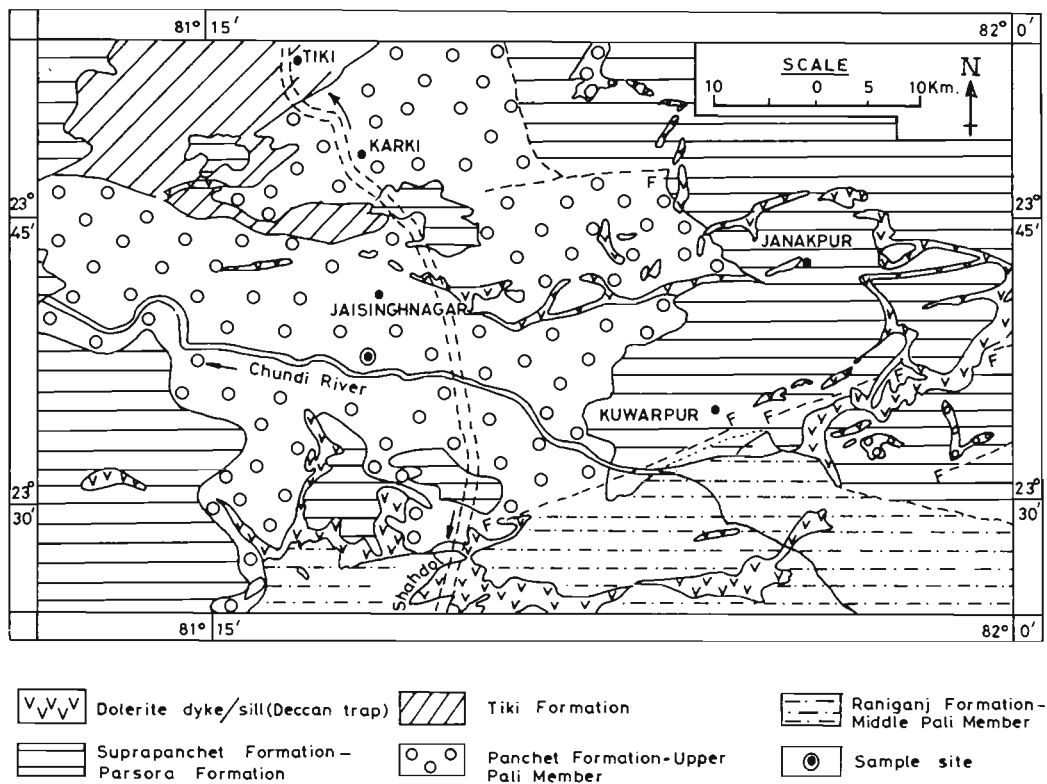 81° 15'
82° 0'
TIKI
SCALE
10 0 5 10 Km.
N
KARKI
F
23° 45'
23° 45'
JANAKPUR
JAISINGHNAGAR
Chundi River
F
F
F
KUWARPUR
F
F
23° 30'
23° 30'
F
Shahdol
81° 15'
82° 0'
Dolerite dyke/sill(Deccan trap)
Tiki Formation
Raniganj Formation-
Middle Pali Member
Suprapanchet Formation-
Parsora Formation
Panchet Formation-Upper
Pali Member
Sample site